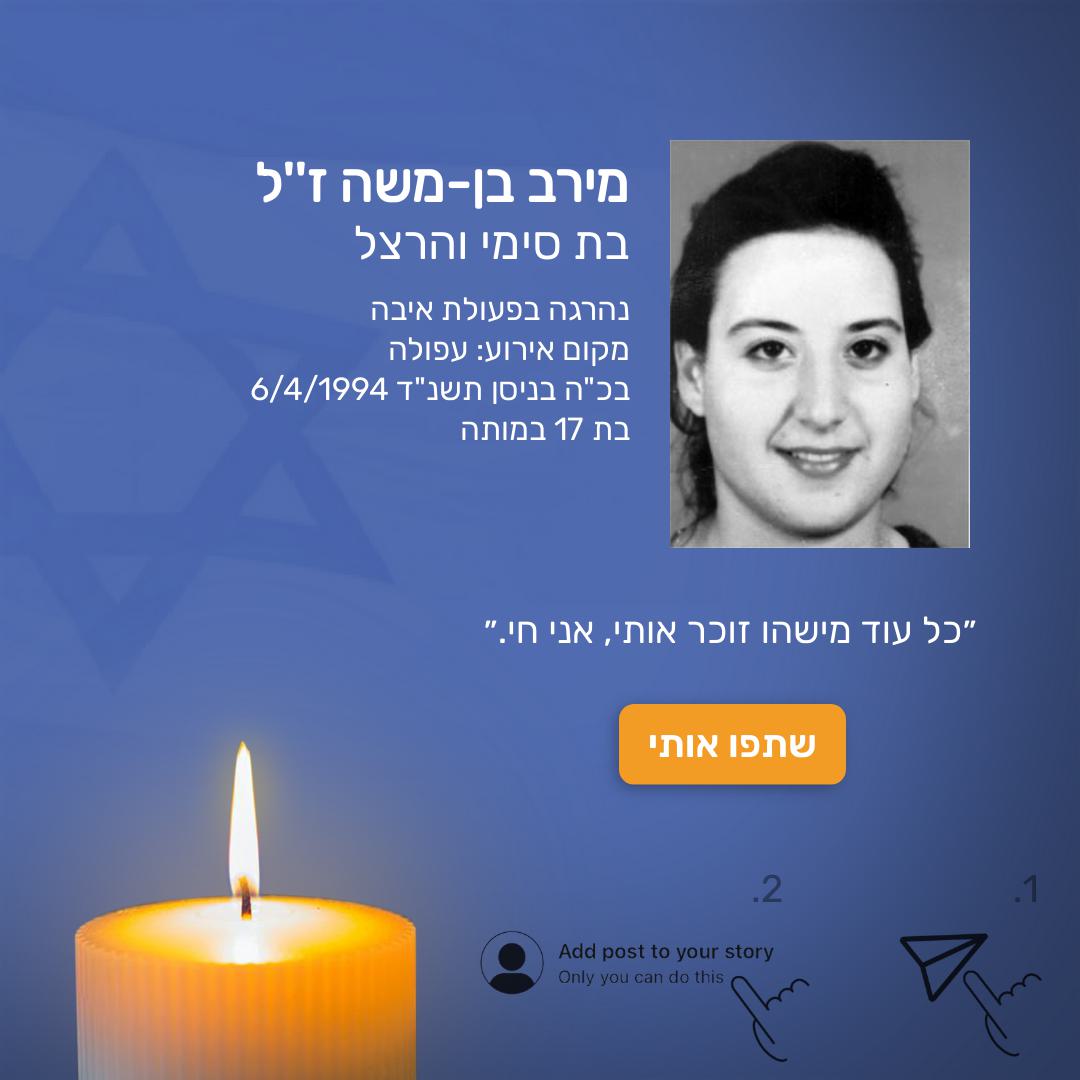 מירב בן-משה ז"ל
בת סימי והרצל
נהרגה בפעולת איבה
מקום אירוע: עפולה
בכ"ה בניסן תשנ"ד 6/4/1994
בת 17 במותה
״כל עוד מישהו זוכר אותי, אני חי.״
שתפו אותי
.1
.2
Add post to your story
Only you can do this